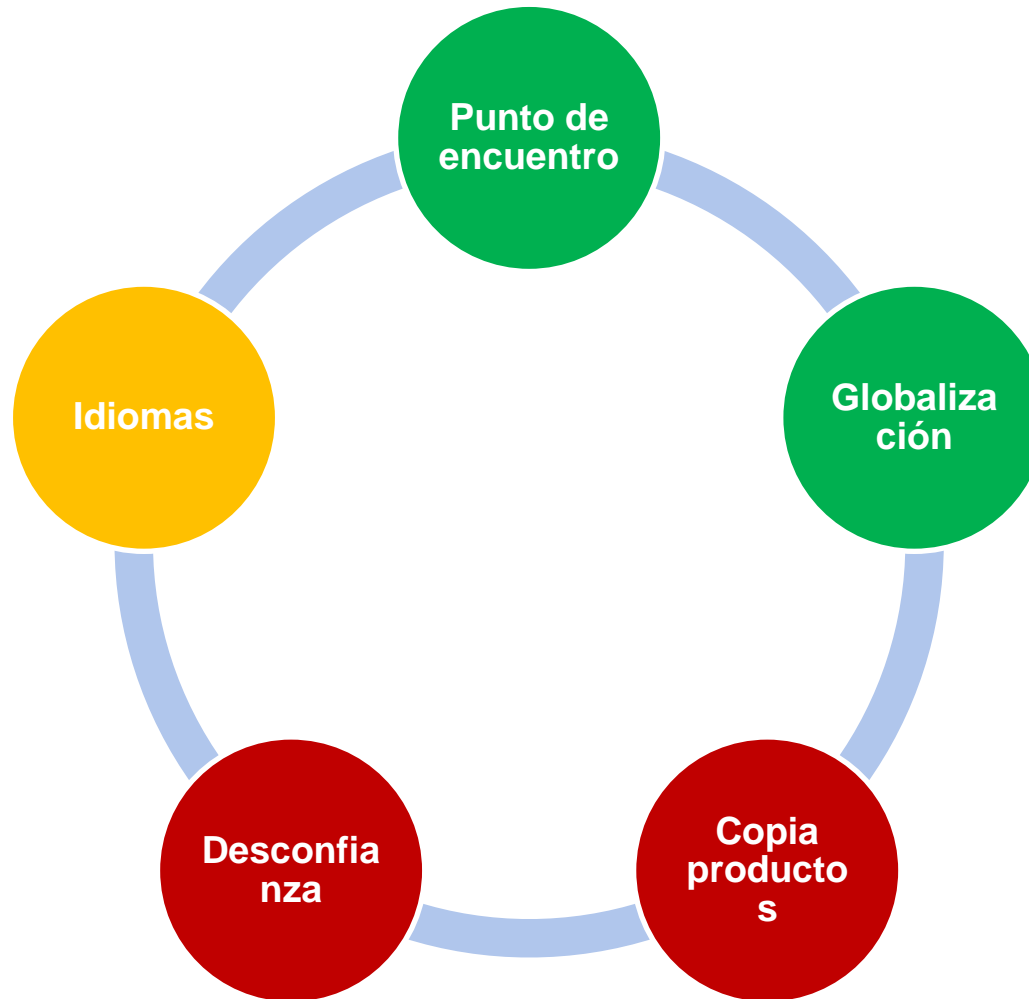 Punto de
encuentro
Globaliza
ción
Copia
producto
s
Desconfia
nza
Idiomas